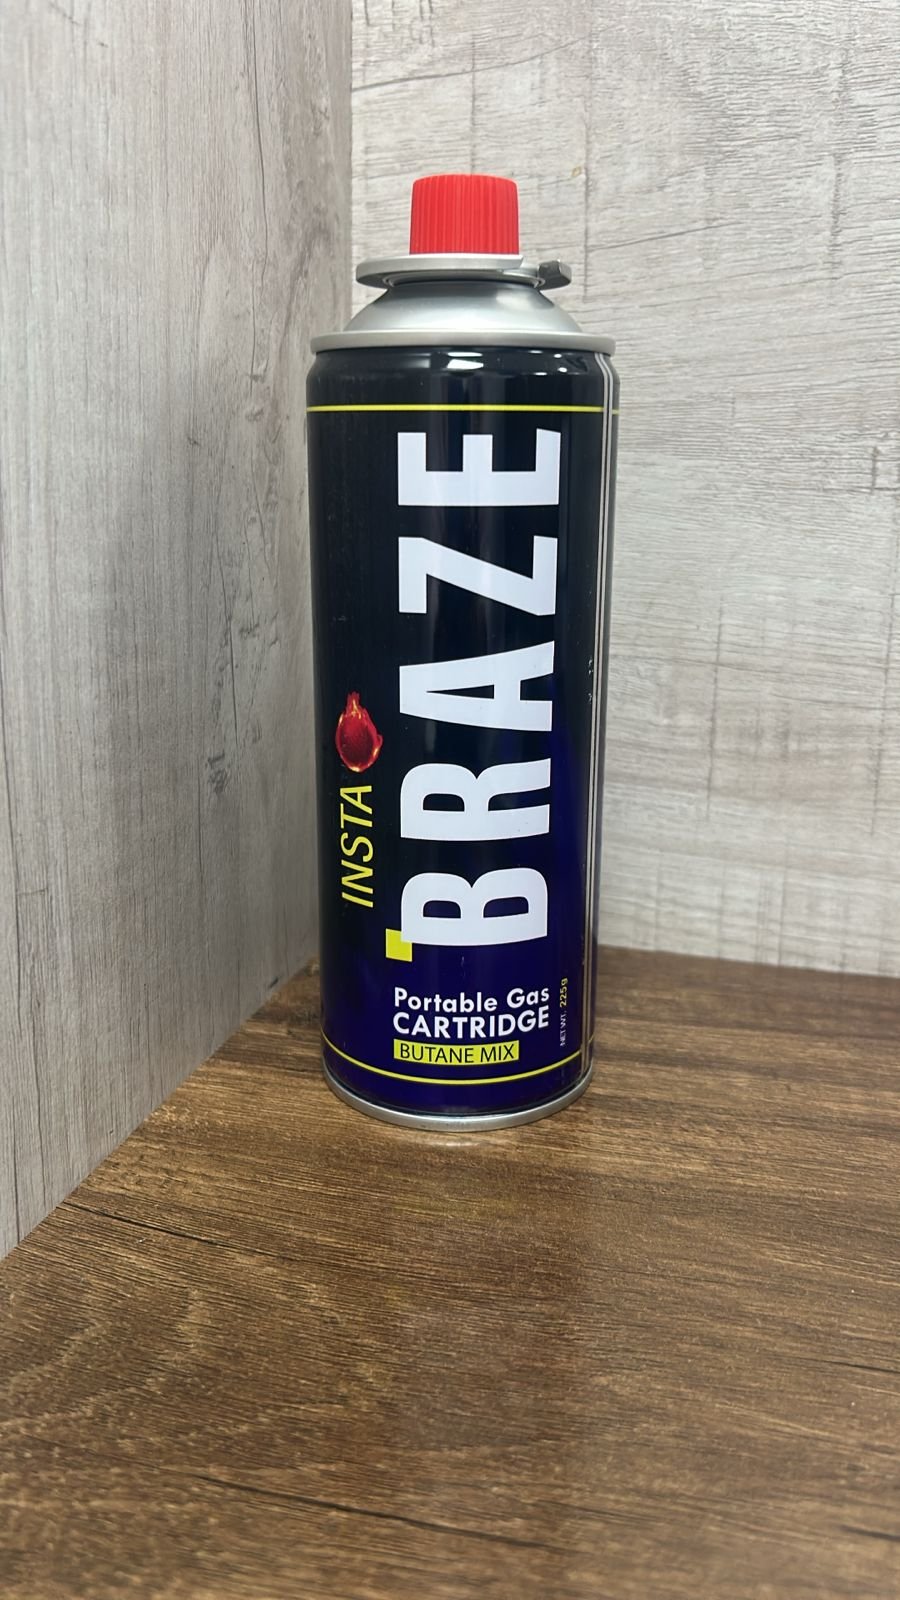 INSTA
BRAZE
Portable Gas
CARTRIDGE
BUTANE MIX
NET WT. 225g